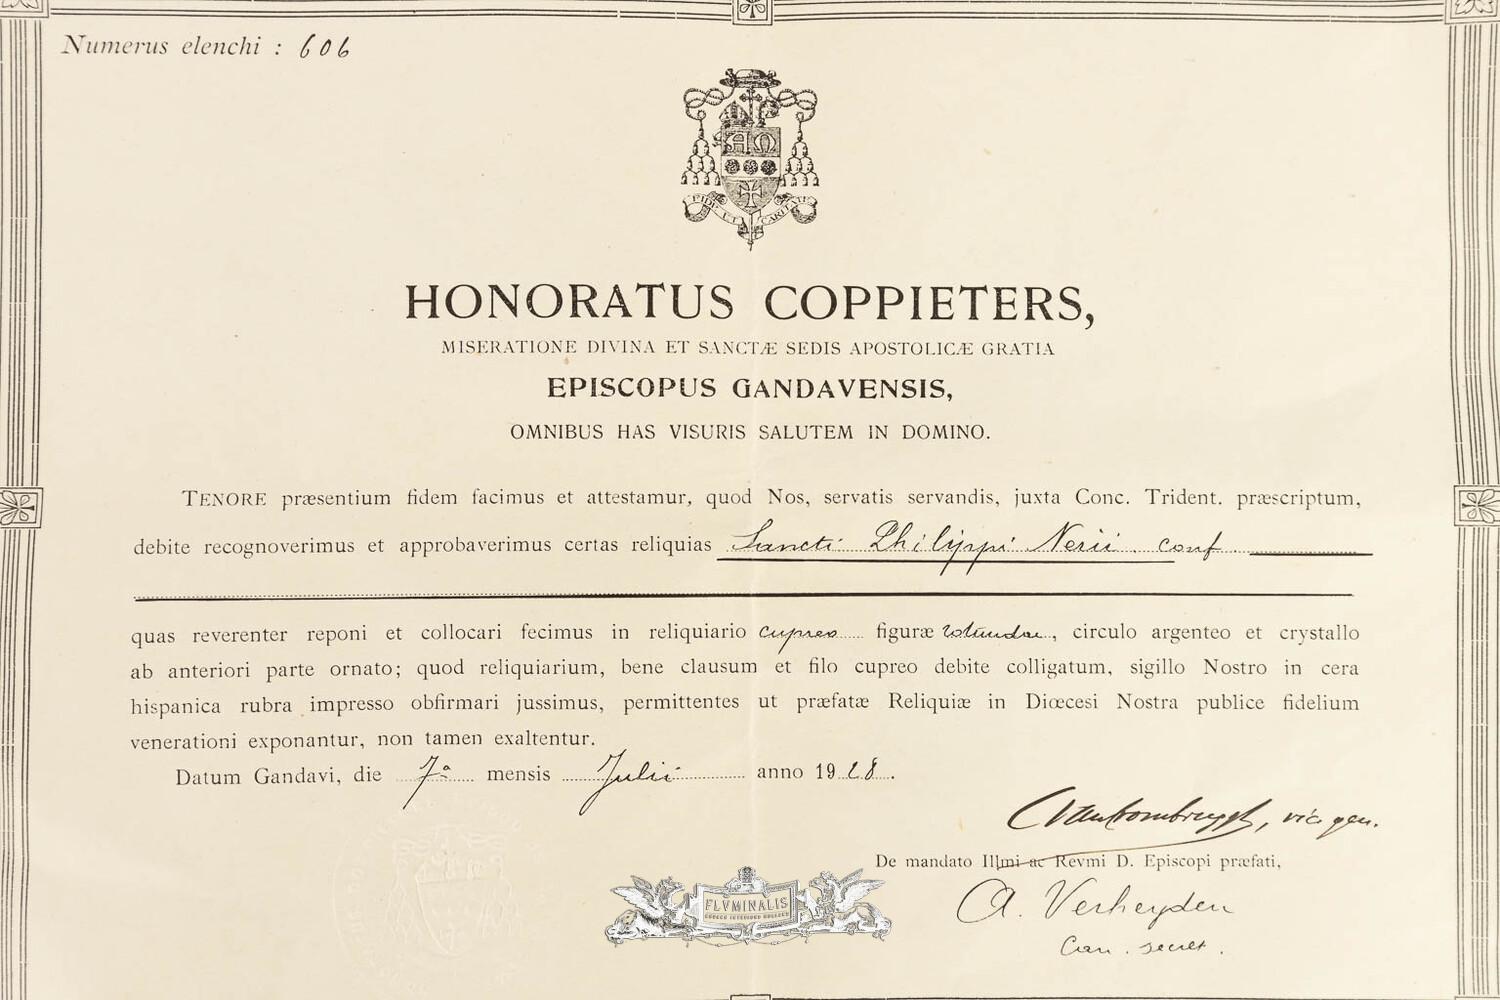 Numerus elenchi : 606
AM
FIDE ET CARITATE
HONORATUS COPPIETERS,
MISERATIONE DIVINA ET SANCTÆ SEDIS APOSTOLICÆ GRATIA
EPISCOPUS GANDAVENSIS,
OMNIBUS HAS VISURIS SALUTEM IN DOMINO.
TENORE præsentium fidem facimus et attestamur, quod Nos, servatis servandis, juxta Conc. Trident. præscriptum,
debite recognoverimus et approbaverimus certas reliquias Sancti Philippi Nerii conf.
quas reverenter reponi et collocari fecimus in reliquiario cupreo figuræ rotundae, circulo argenteo et crystallo
ab anteriori parte ornato; quod reliquiarium, bene clausum et filo cupreo debite colligatum, sigillo Nostro in cera
hispanica rubra impresso obfirmari jussimus, permittentes ut præfatæ Reliquiæ in Diœcesi Nostra publice fidelium
venerationi exponantur, non tamen exaltentur.
Datum Gandavi, die 7a mensis Julii anno 1928.
vic gen.
De mandato Illmi ac Revmi D. Episcopi præfati,
A. Verheyden
Can. secret.
FLVMINALIS